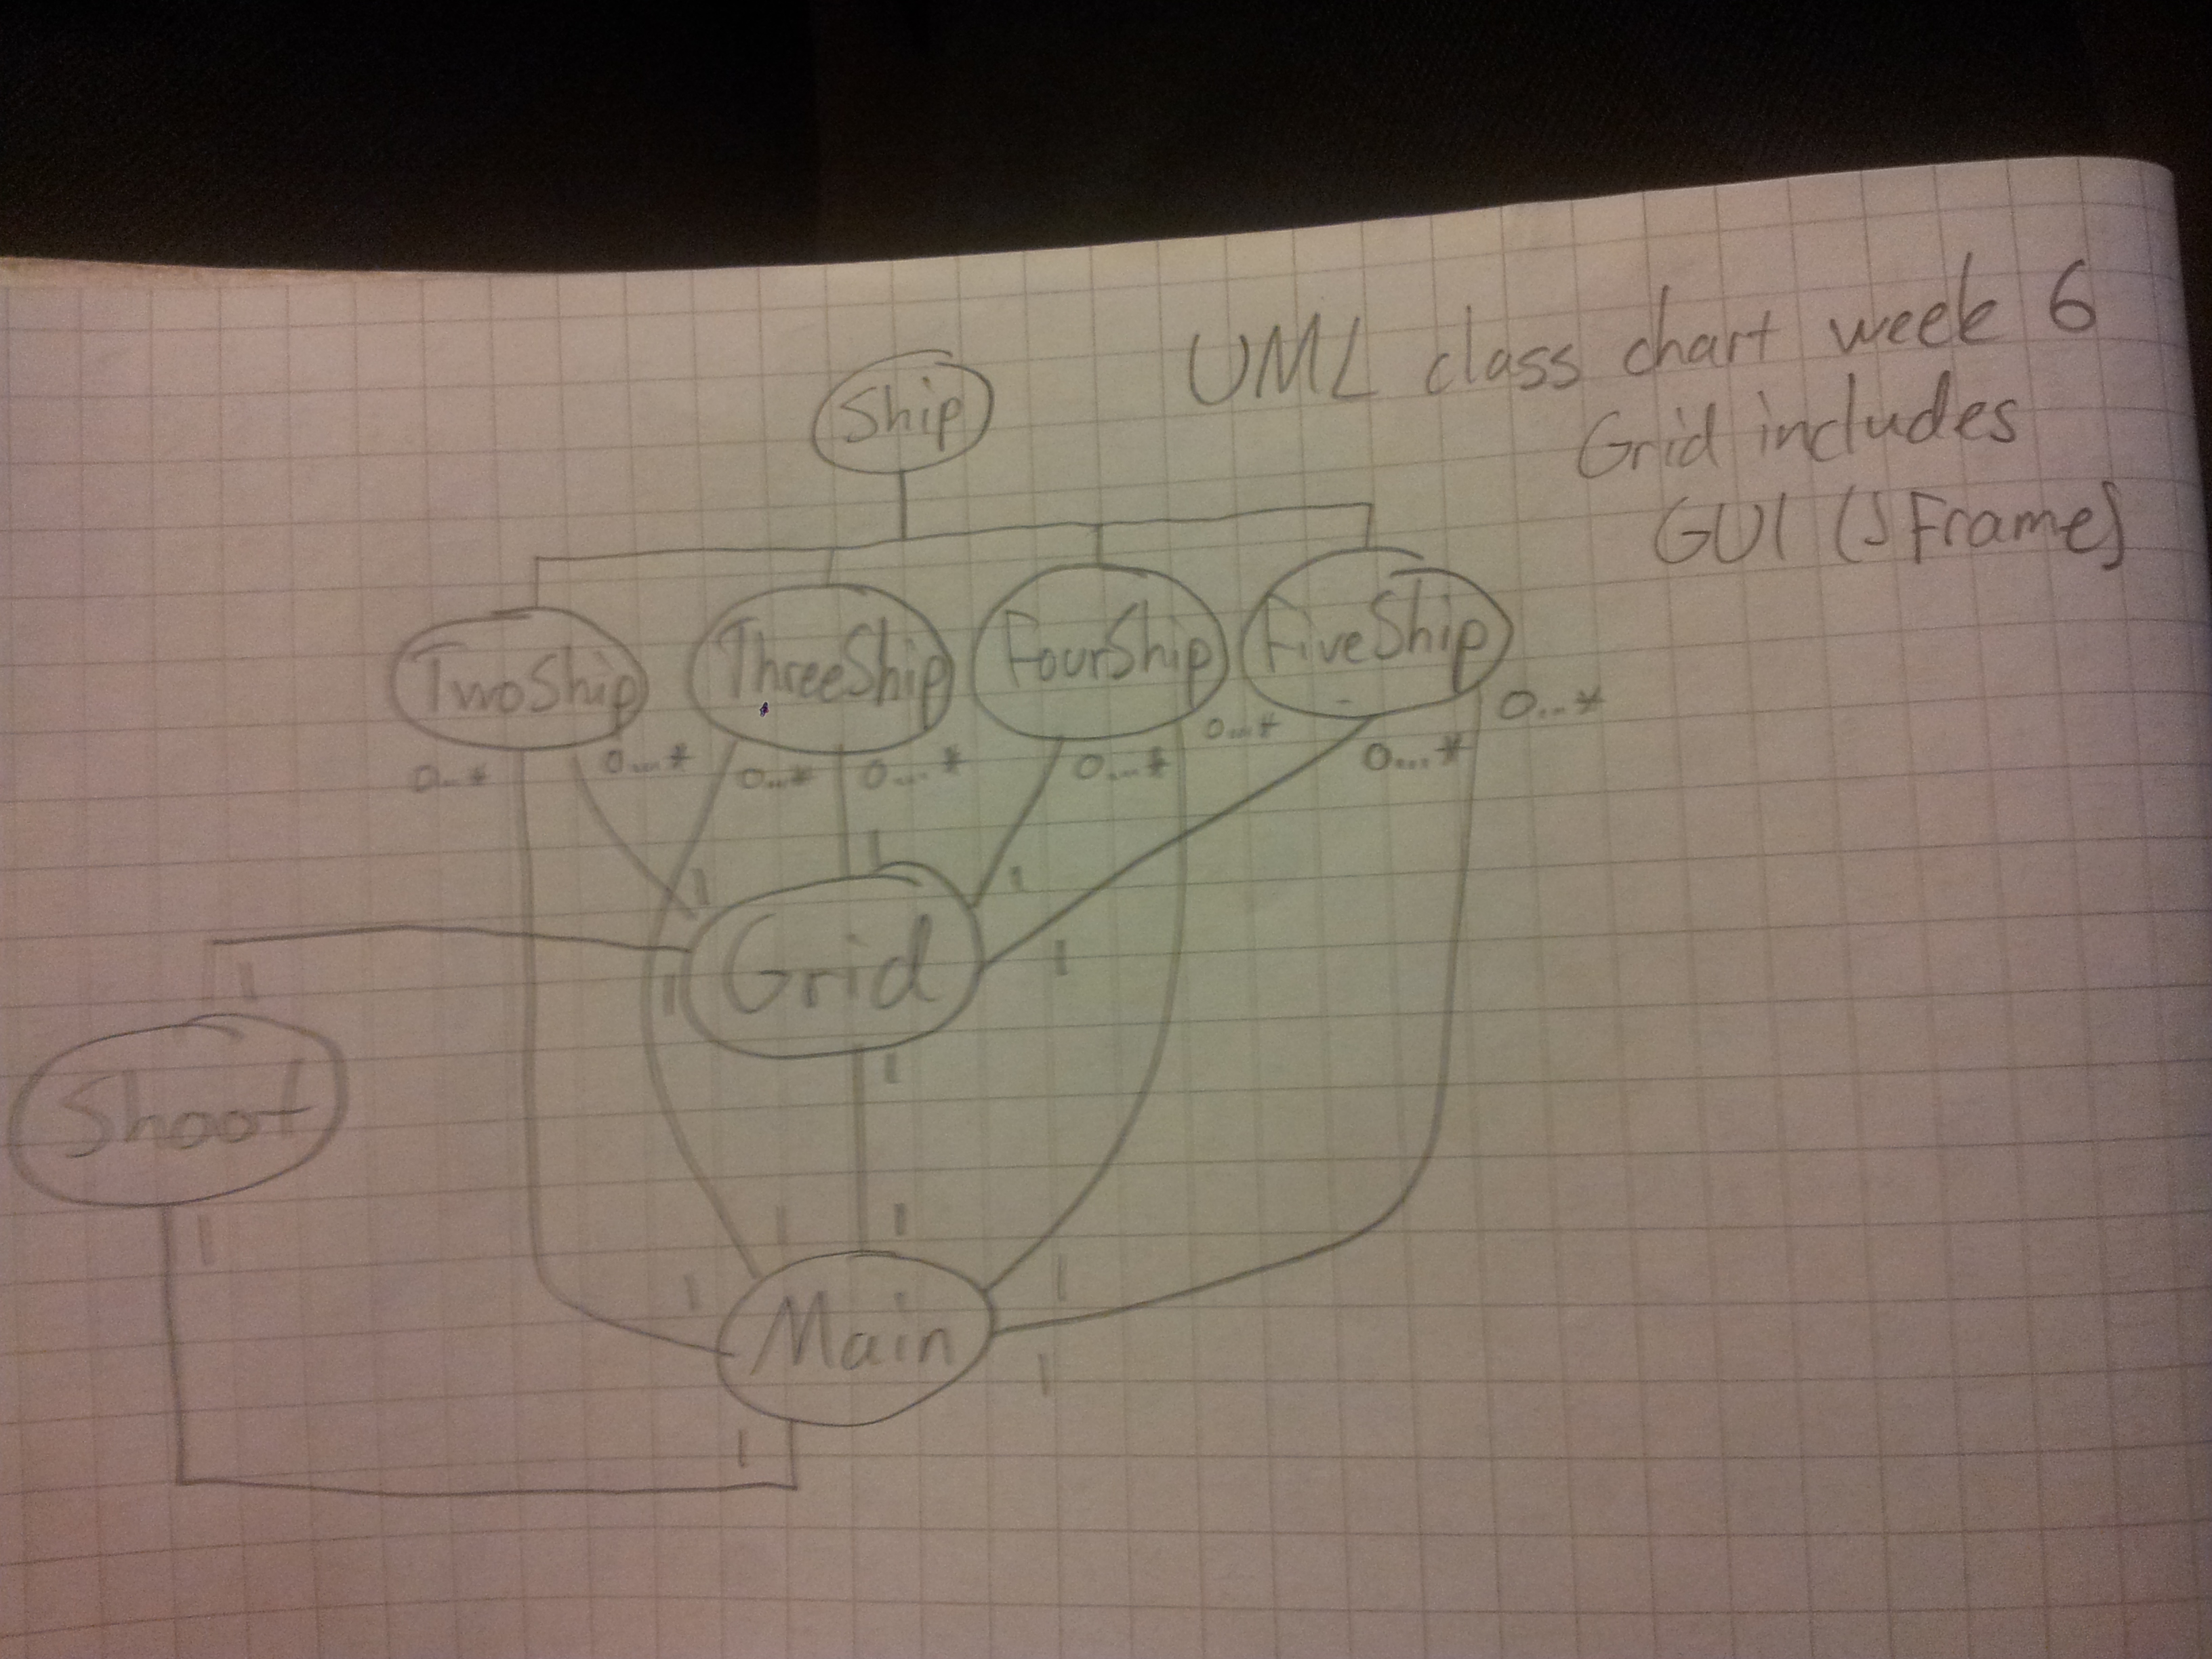 UML class chart week 6
Grid includes
GUI (JFrame)
Ship
TwoShip
ThreeShip
FourShip
FiveShip
0...*
0...*
0...*
0...*
0...*
0...*
0...*
0...*
1
1
1
1
Grid
1
1
1
Shoot
1
1
1
1
1
1
Main
1
1